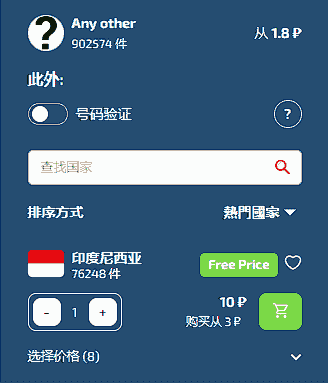 ?
Any other
902574 件
从 1.8 ₽
此外:
号码验证
?
查找国家
排序方式
熱門國家
印度尼西亚
76248 件
Free Price
-
1
+
10 ₽
购买从 3 ₽
选择价格 (8)